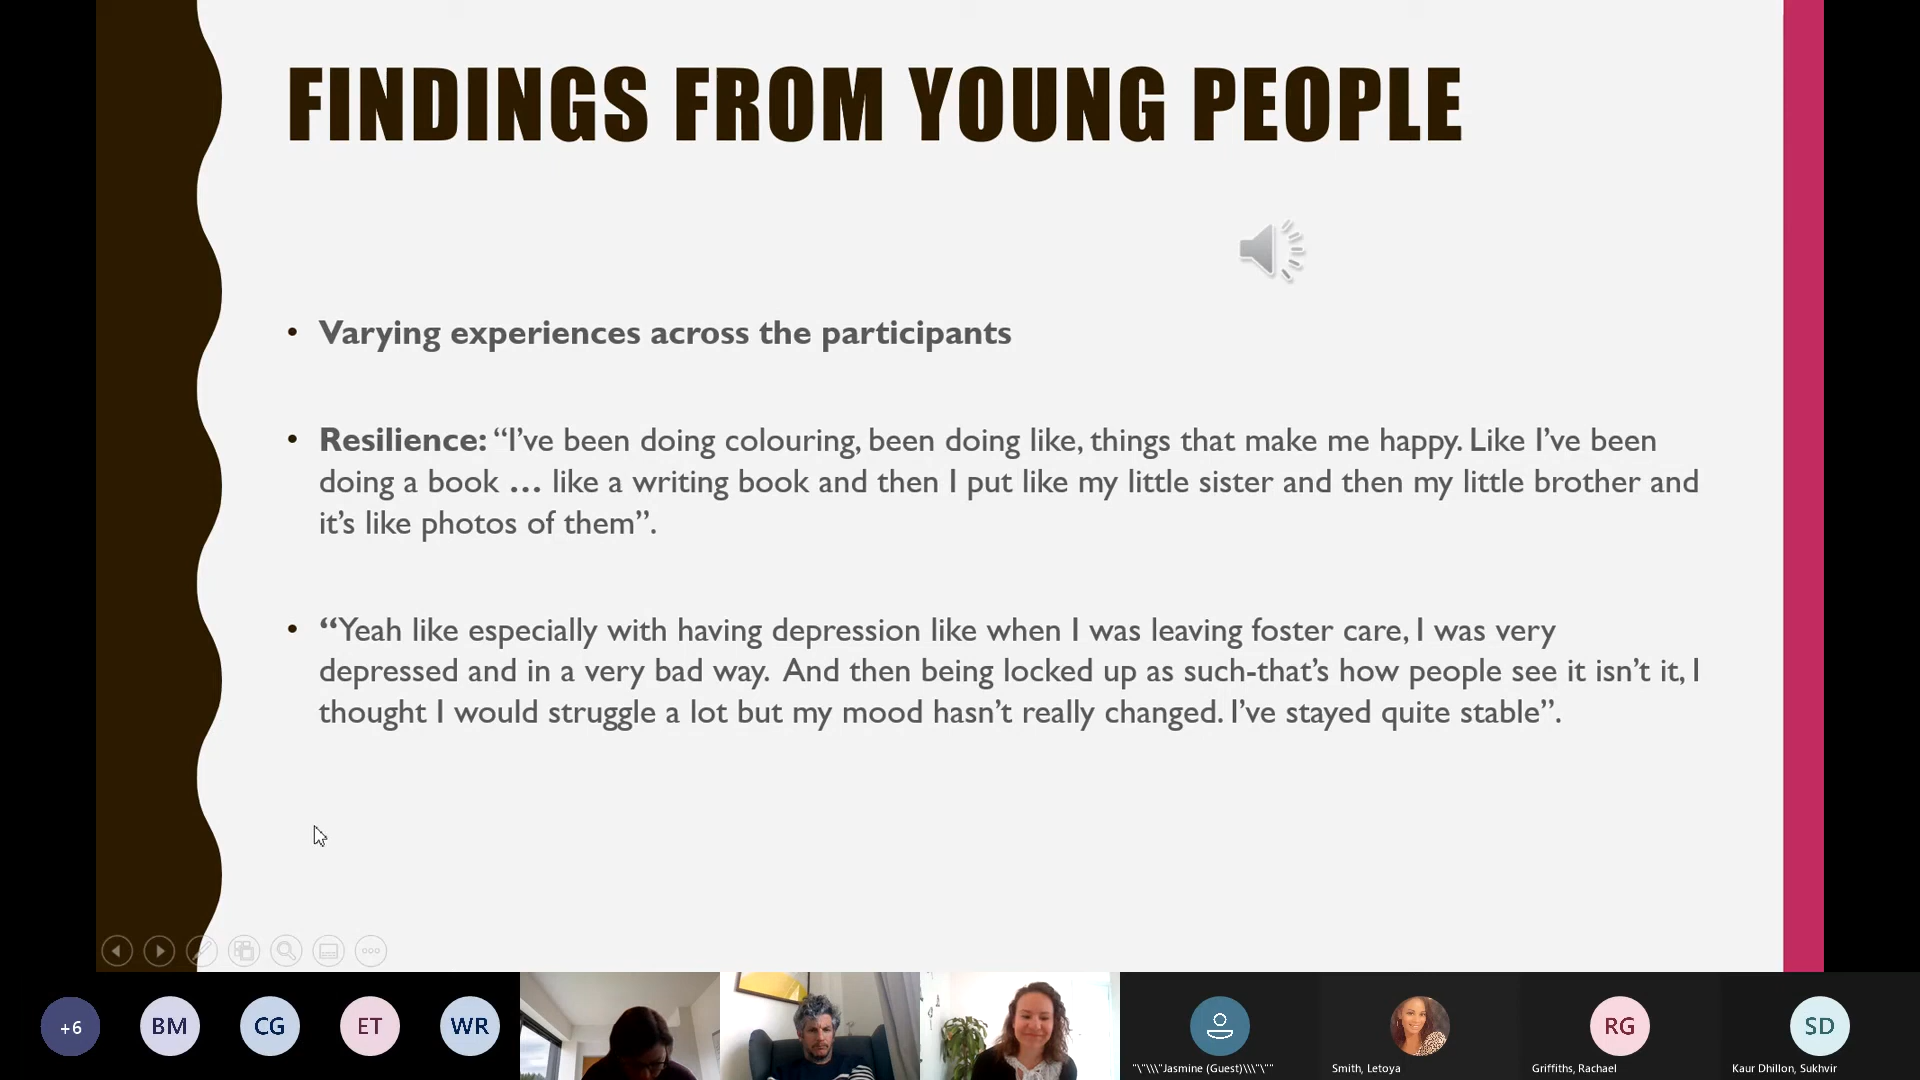 FINDINGS FROM YOUNG PEOPLE
• Varying experiences across the participants
• Resilience: “I’ve been doing colouring, been doing like, things that make me happy. Like I’ve been
doing a book … like a writing book and then I put like my little sister and then my little brother and
it’s like photos of them”.
• “Yeah like especially with having depression like when I was leaving foster care, I was very
depressed and in a very bad way.  And then being locked up as such-that’s how people see it isn’t it, I
thought I would struggle a lot but my mood hasn’t really changed. I’ve stayed quite stable”.
+6
BM
CG
ET
WR
RG
SD
"\"\\\"Jasmine (Guest)\\\"\""
Smith, Letoya
Griffiths, Rachael
Kaur Dhillon, Sukhvir